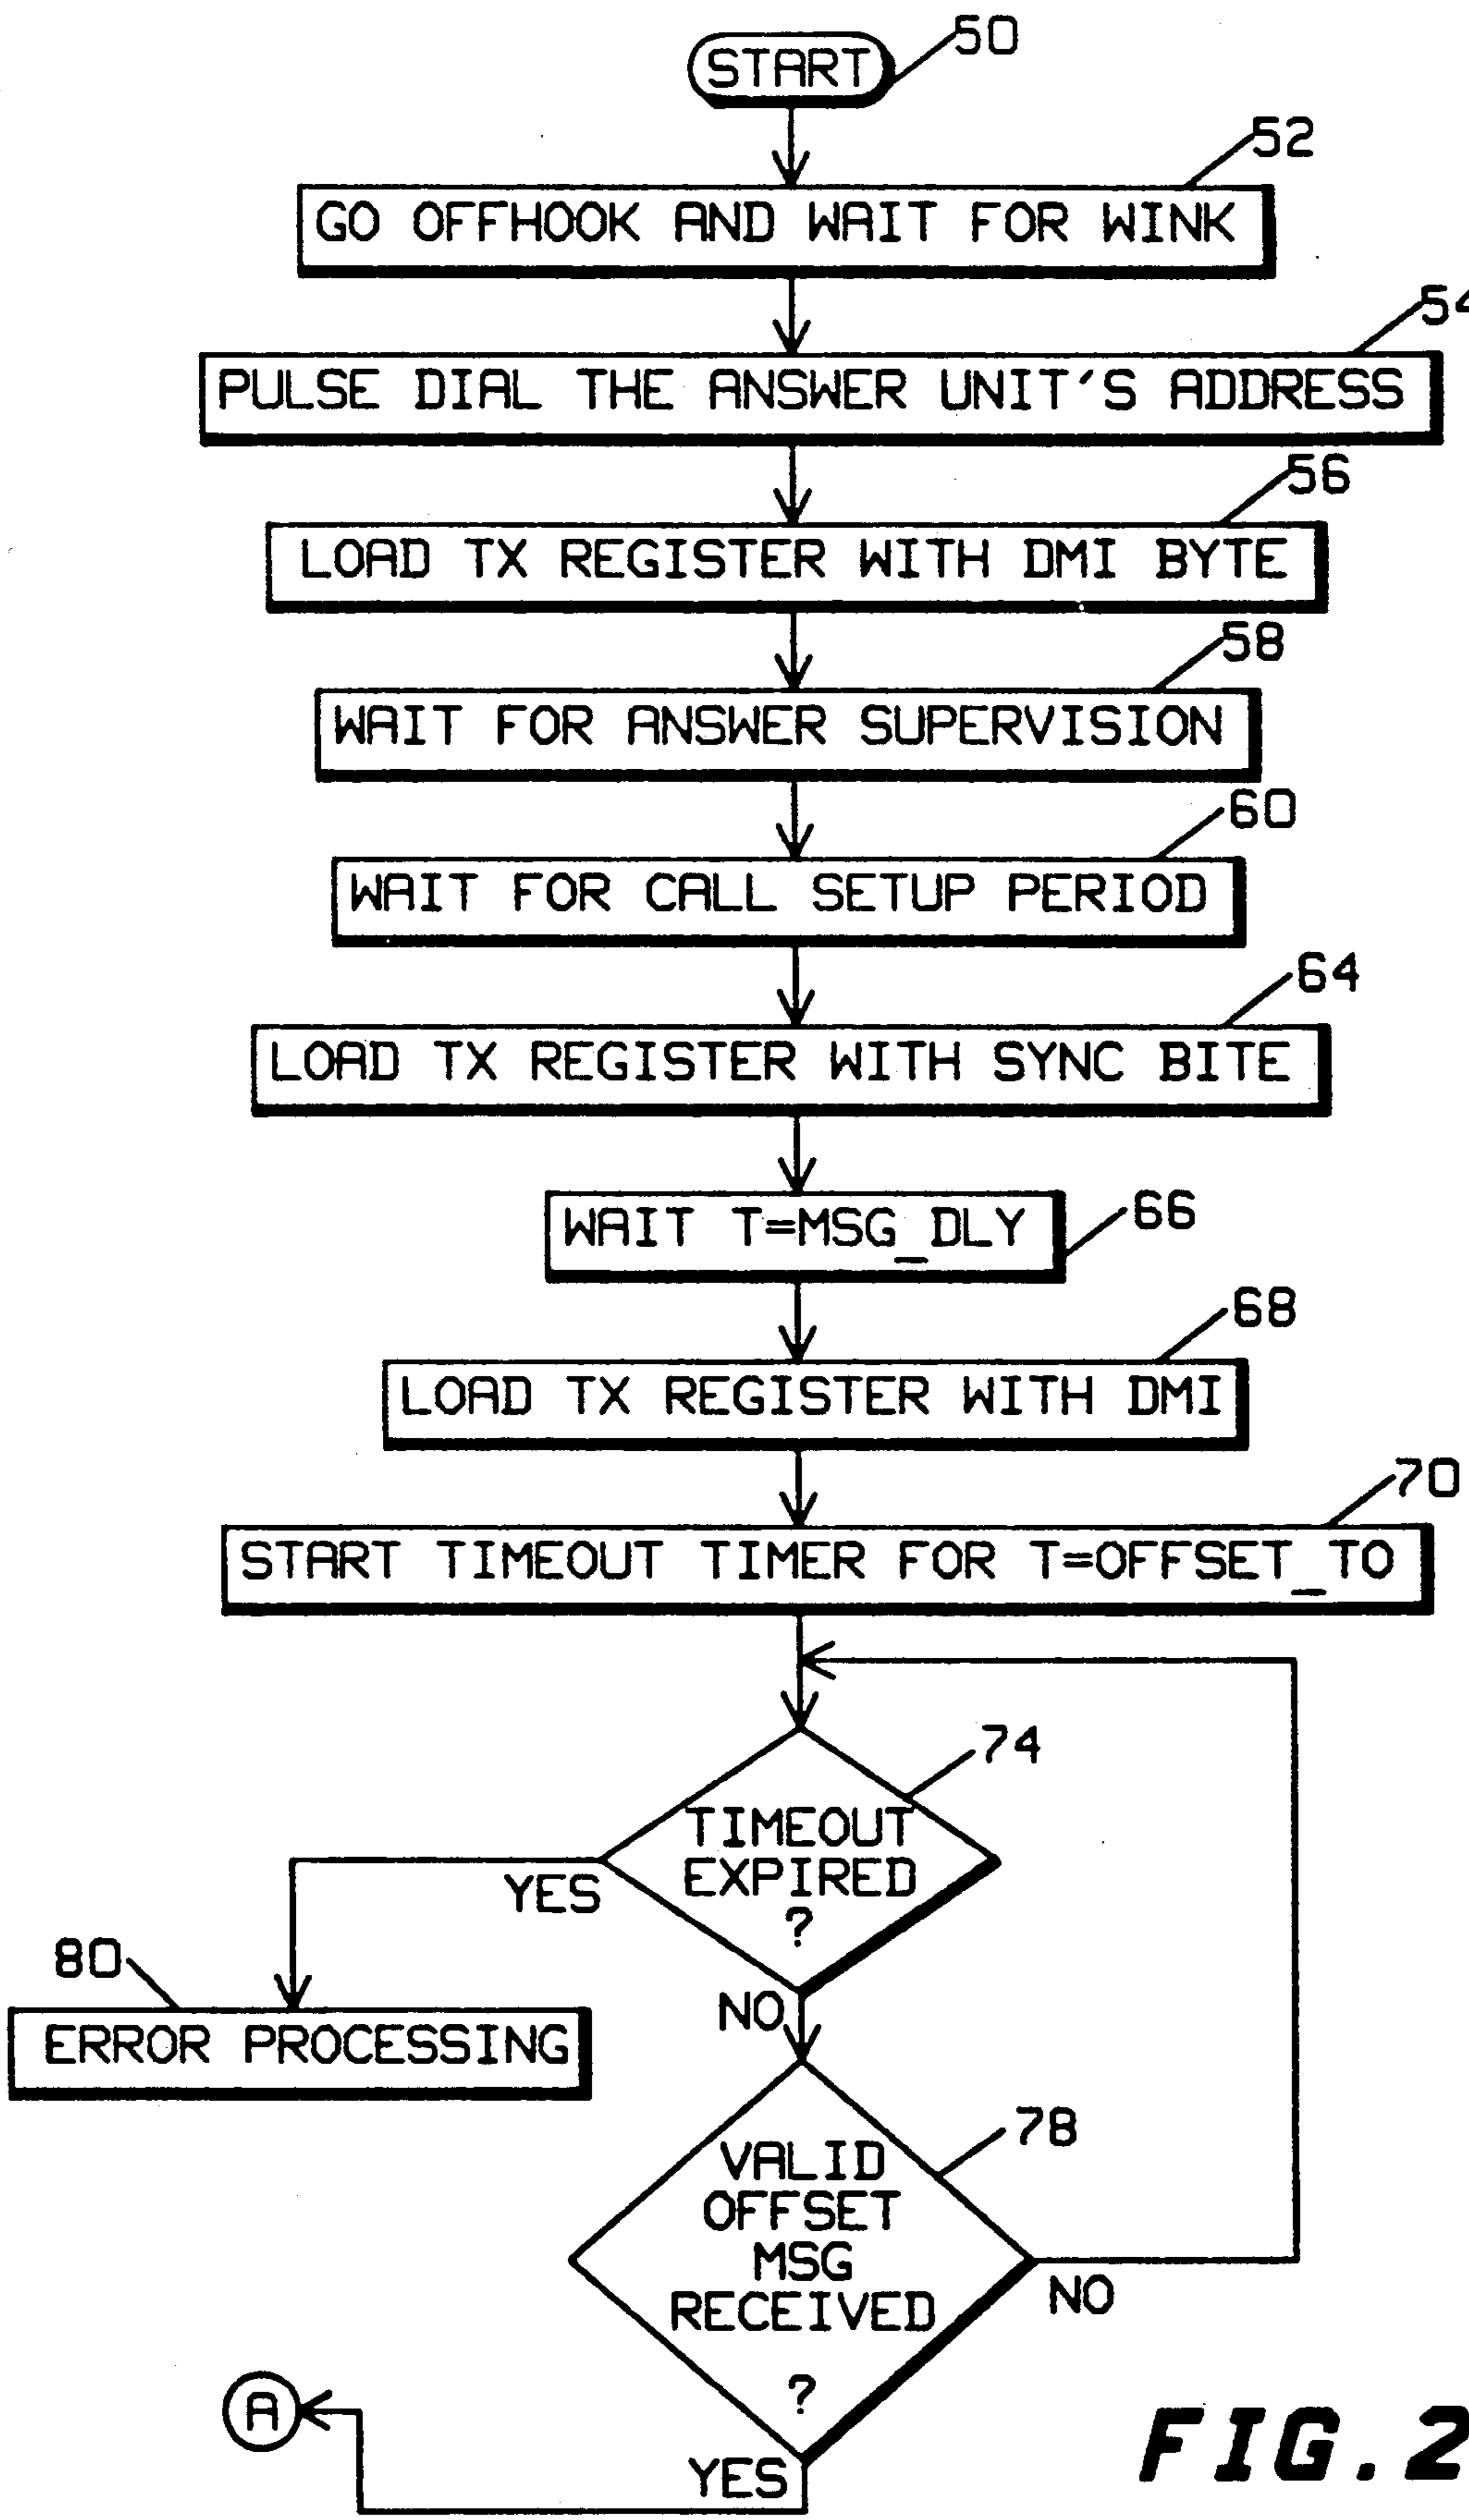 50
START
52
GO OFFHOOK AND WAIT FOR WINK
54
PULSE DIAL THE ANSWER UNIT'S ADDRESS
56
LOAD TX REGISTER WITH DMI BYTE
58
WAIT FOR ANSWER SUPERVISION
60
WAIT FOR CALL SETUP PERIOD
64
LOAD TX REGISTER WITH SYNC BITE
WAIT T=MSG_DLY
66
68
LOAD TX REGISTER WITH DMI
70
START TIMEOUT TIMER FOR T=OFFSET_TO
74
TIMEOUT
EXPIRED
?
YES
80
NO
ERROR PROCESSING
78
VALID
OFFSET
MSG
RECEIVED
?
NO
A
YES
FIG.2